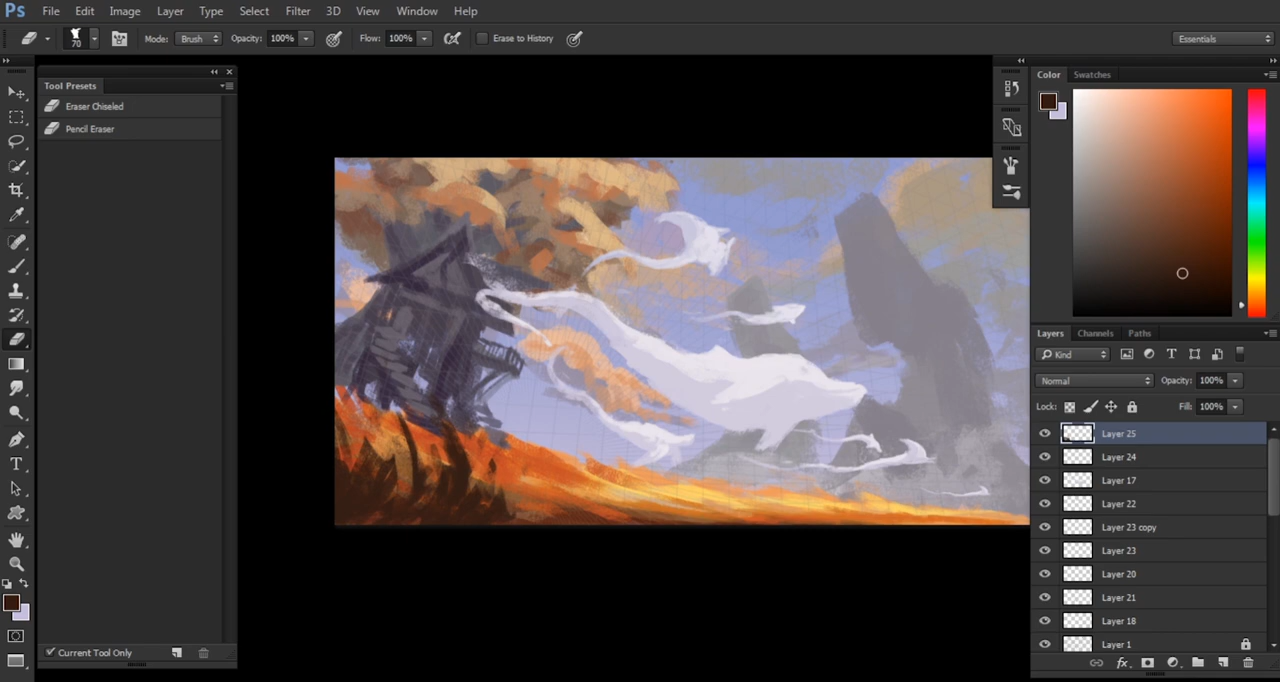 Ps File Edit Image Layer Type Select Filter 3D View Window Help
70 Mode: Brush Opacity: 100% Flow: 100% Erase to History Essentials
Tool Presets
Eraser Chiseled
Pencil Eraser
Current Tool Only
Color Swatches
Layers Channels Paths
Kind
Normal Opacity: 100%
Lock: Fill: 100%
Layer 25
Layer 24
Layer 17
Layer 22
Layer 23 copy
Layer 23
Layer 20
Layer 21
Layer 18
Layer 1